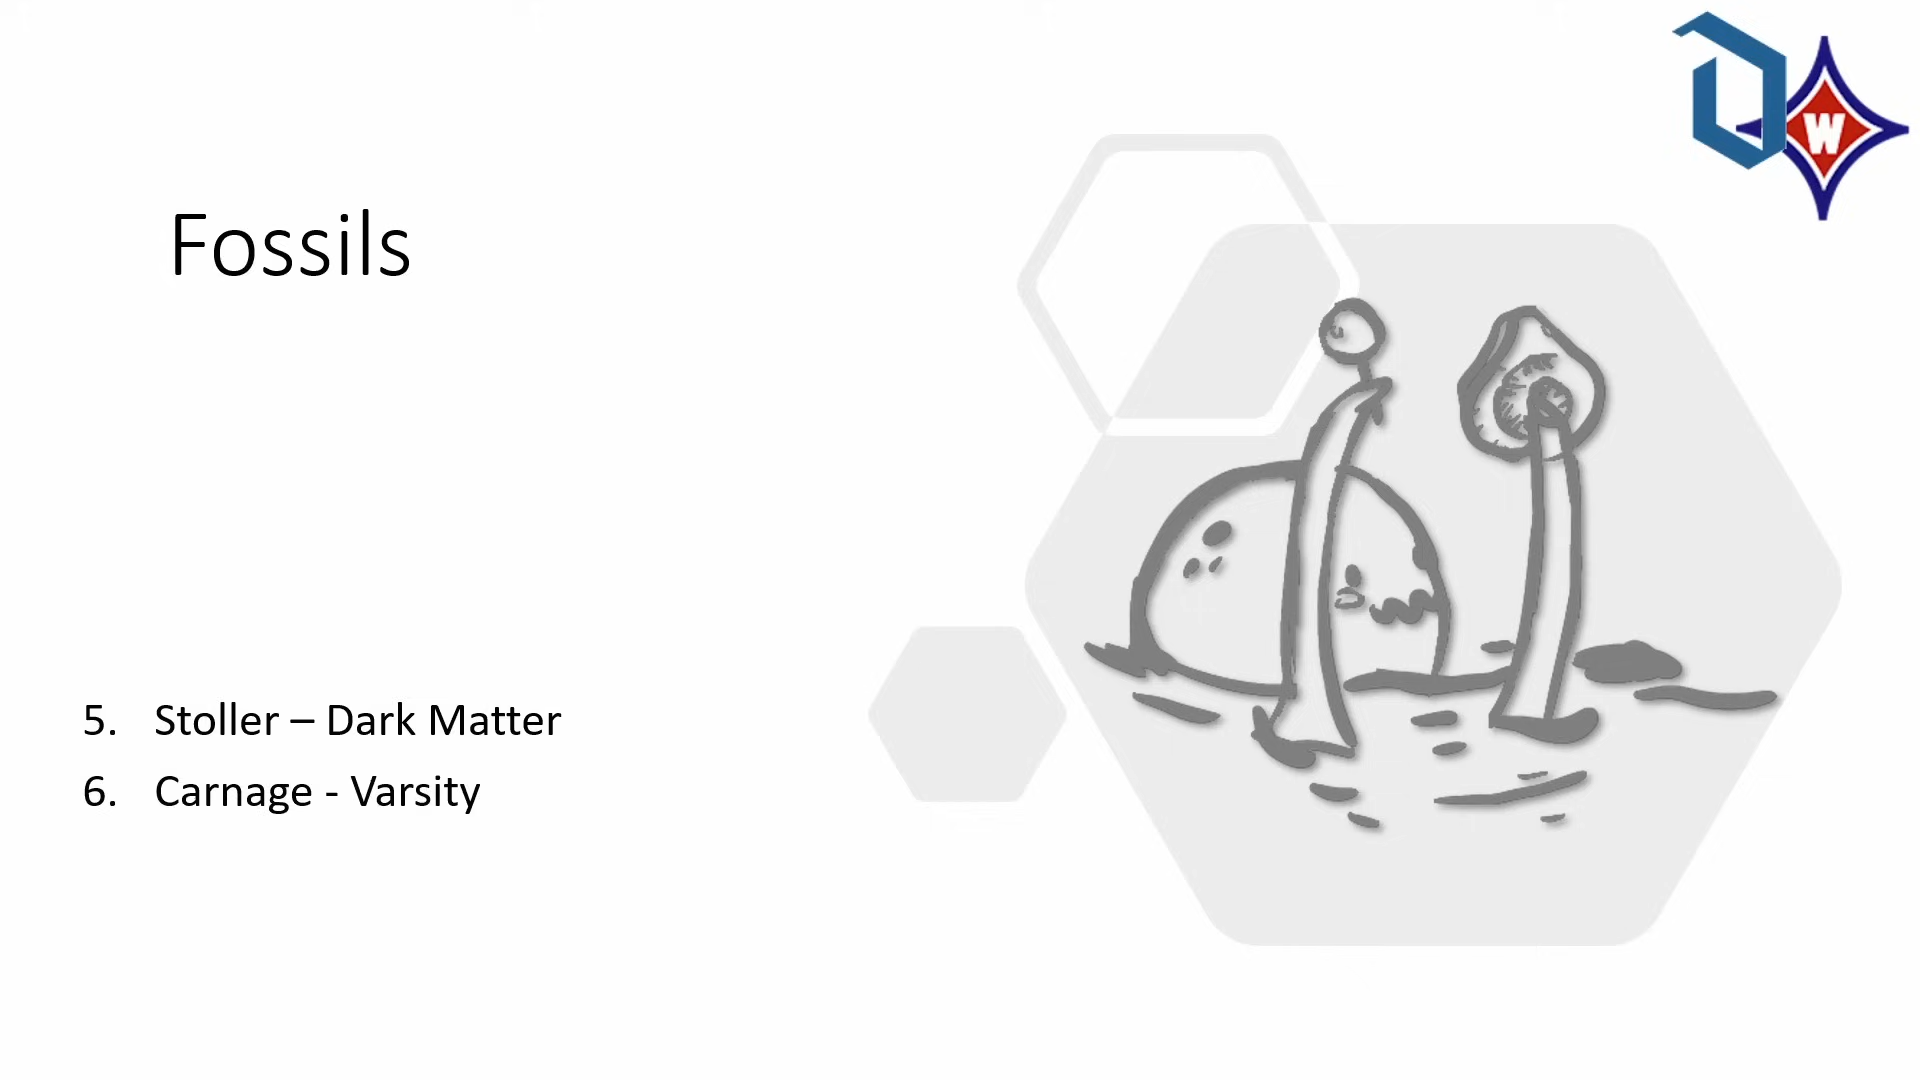 W
Fossils
5. Stoller – Dark Matter
6. Carnage - Varsity